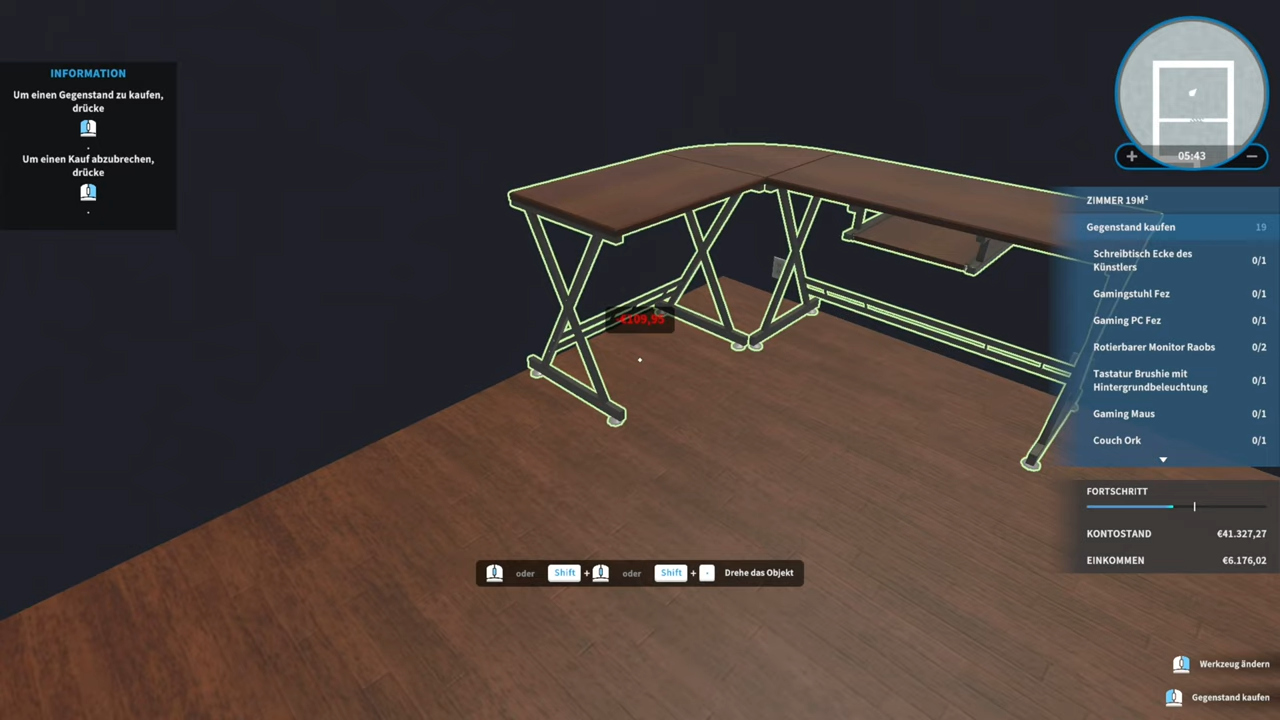 INFORMATION
Um einen Gegenstand zu kaufen,
drücke
.
Um einen Kauf abzubrechen,
drücke
.
05:43
ZIMMER 19M²
Gegenstand kaufen 19
Schreibtisch Ecke des
Künstlers 0/1
Gamingstuhl Fez 0/1
Gaming PC Fez 0/1
Rotierbarer Monitor Raobs 0/2
Tastatur Brushie mit
Hintergrundbeleuchtung 0/1
Gaming Maus 0/1
Couch Ork 0/1
-€109,95
FORTSCHRITT
KONTOSTAND €41.327,27
EINKOMMEN €6.176,02
oder Shift + oder Shift + . Drehe das Objekt
Werkzeug ändern
Gegenstand kaufen